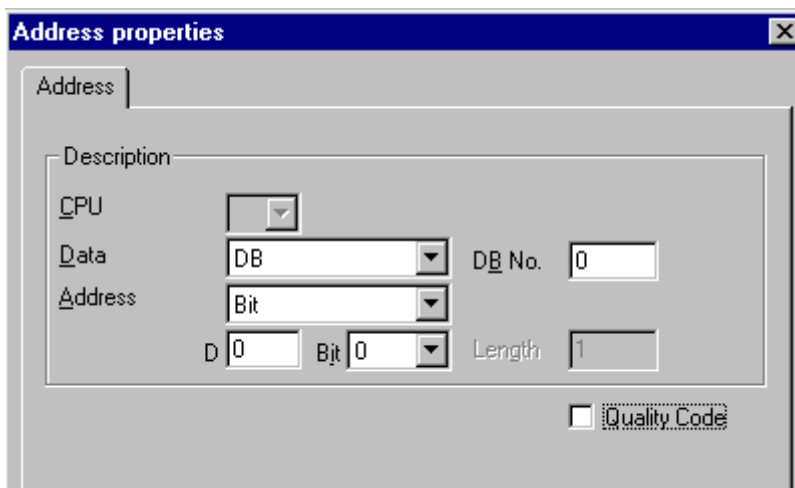 Address properties
Address
Description
CPU
Data DB DB No. 0
Address Bit
D 0 Bit 0 Length 1
Quality Code